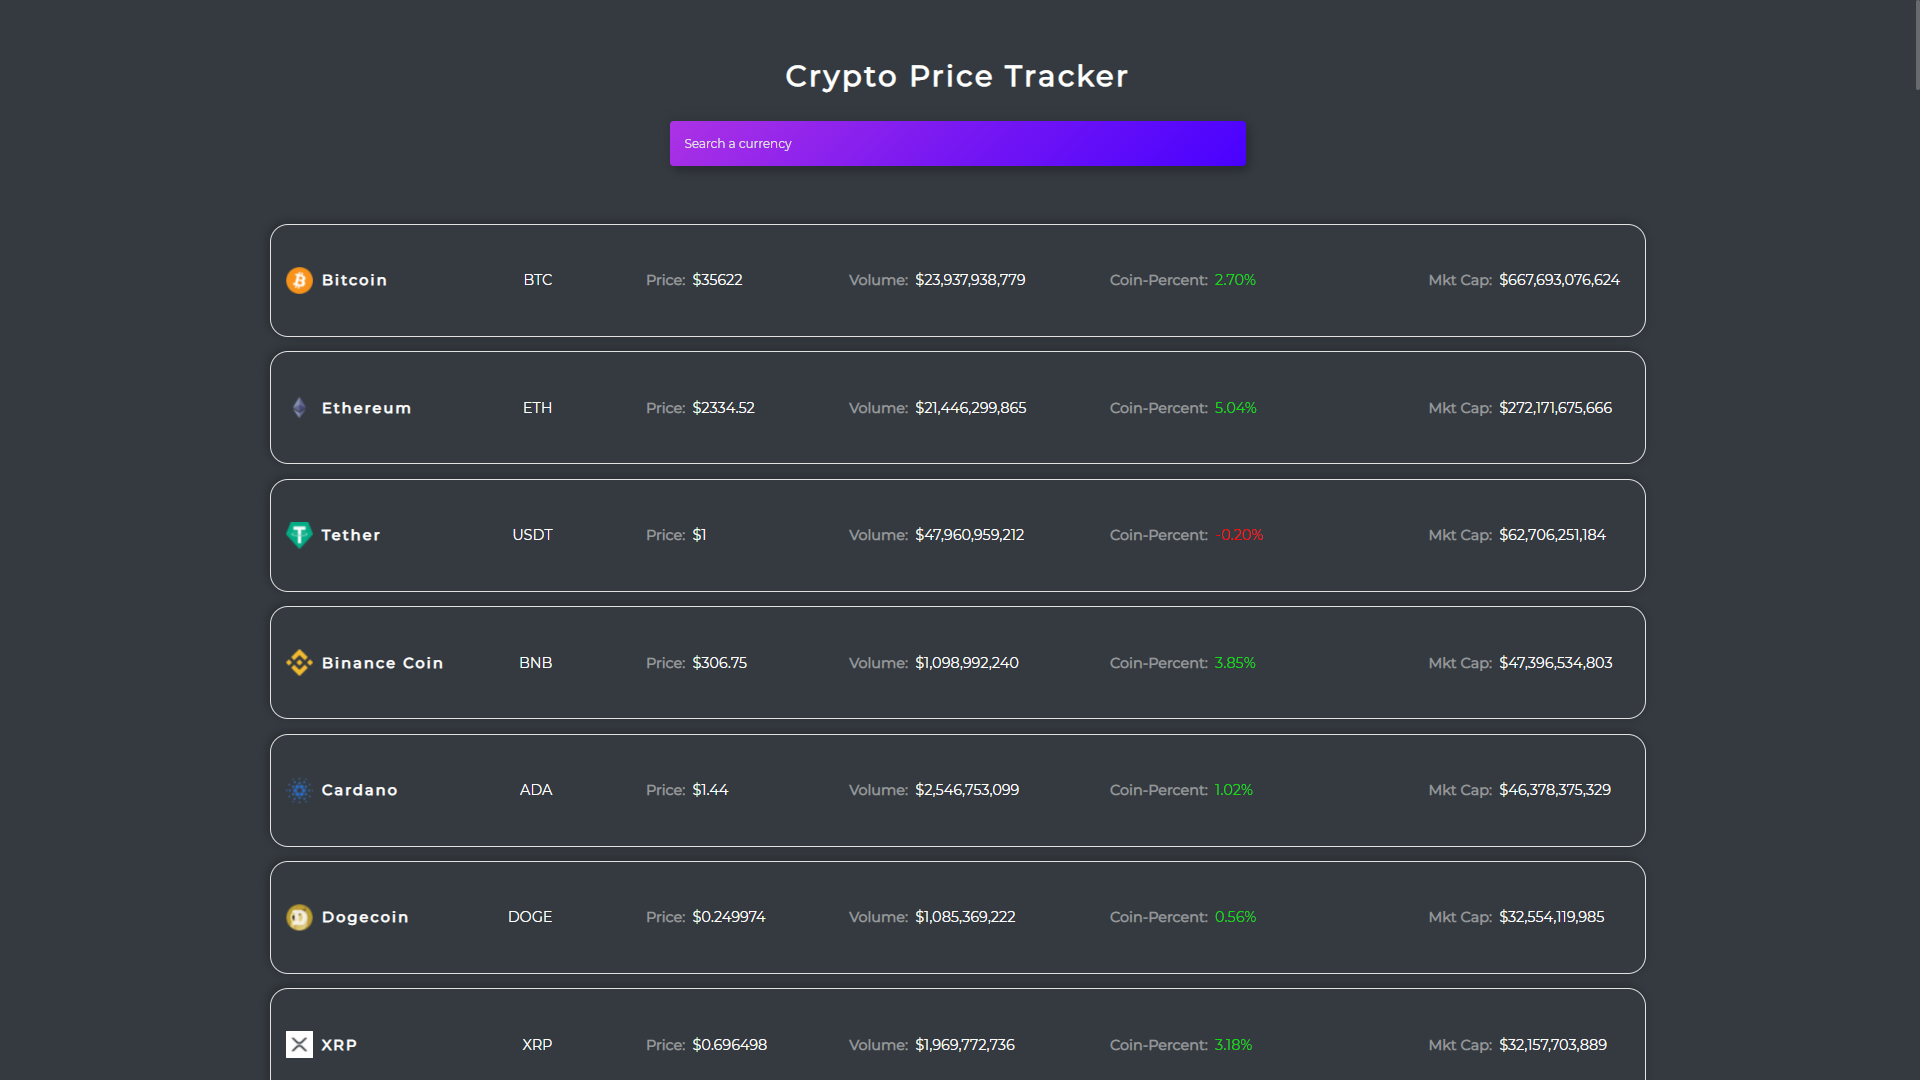 Crypto Price Tracker
Search a currency
Bitcoin BTC Price: $35622 Volume: $23,937,938,779 Coin-Percent: 2.70% Mkt Cap: $667,693,076,624
Ethereum ETH Price: $2334.52 Volume: $21,446,299,865 Coin-Percent: 5.04% Mkt Cap: $272,171,675,666
Tether USDT Price: $1 Volume: $47,960,959,212 Coin-Percent: -0.20% Mkt Cap: $62,706,251,184
Binance Coin BNB Price: $306.75 Volume: $1,098,992,240 Coin-Percent: 3.85% Mkt Cap: $47,396,534,803
Cardano ADA Price: $1.44 Volume: $2,546,753,099 Coin-Percent: 1.02% Mkt Cap: $46,378,375,329
Dogecoin DOGE Price: $0.249974 Volume: $1,085,369,222 Coin-Percent: 0.56% Mkt Cap: $32,554,119,985
XRP XRP Price: $0.696498 Volume: $1,969,772,736 Coin-Percent: 3.18% Mkt Cap: $32,157,703,889